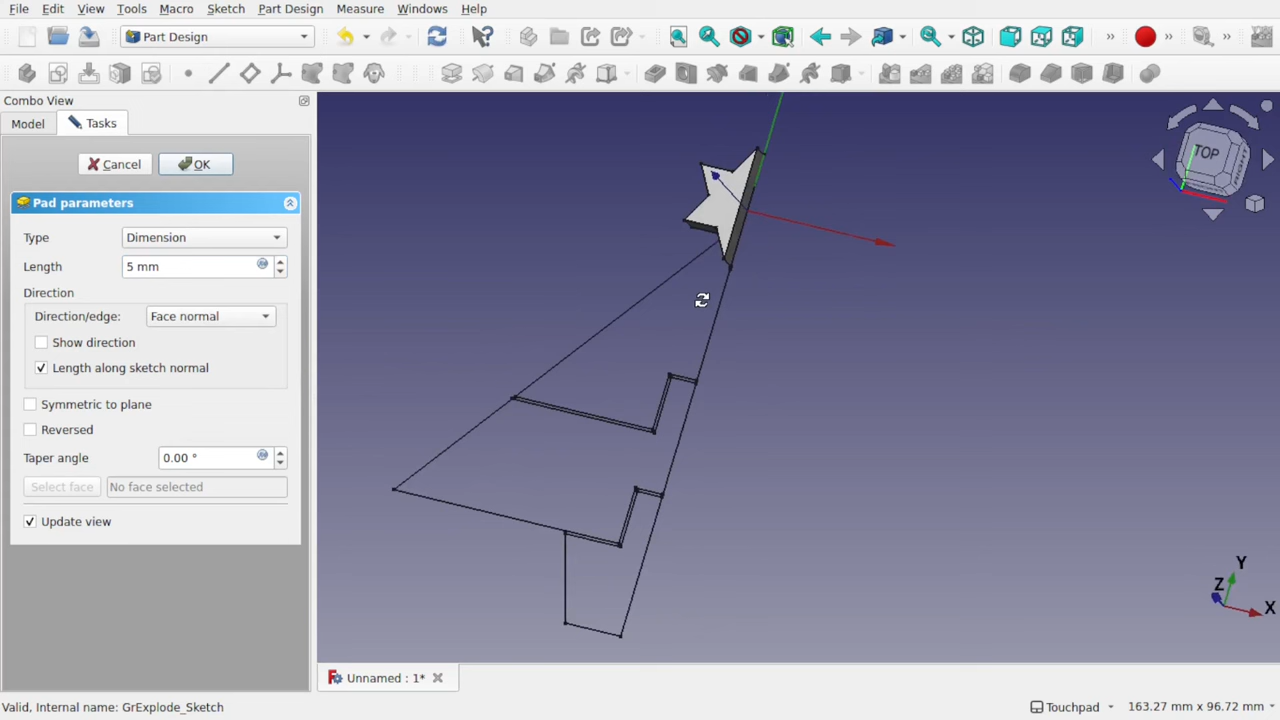 File Edit View Tools Macro Sketch Part Design Measure Windows Help
Part Design
Combo View
Model Tasks
Cancel OK
Pad parameters
Type Dimension
Length 5 mm
Direction
Direction/edge: Face normal
Show direction
Length along sketch normal
Symmetric to plane
Reversed
Taper angle 0.00 °
Select face No face selected
Update view
TOP
Y
Z
X
Unnamed : 1*
Valid, Internal name: GrExplode_Sketch Touchpad 163.27 mm x 96.72 mm